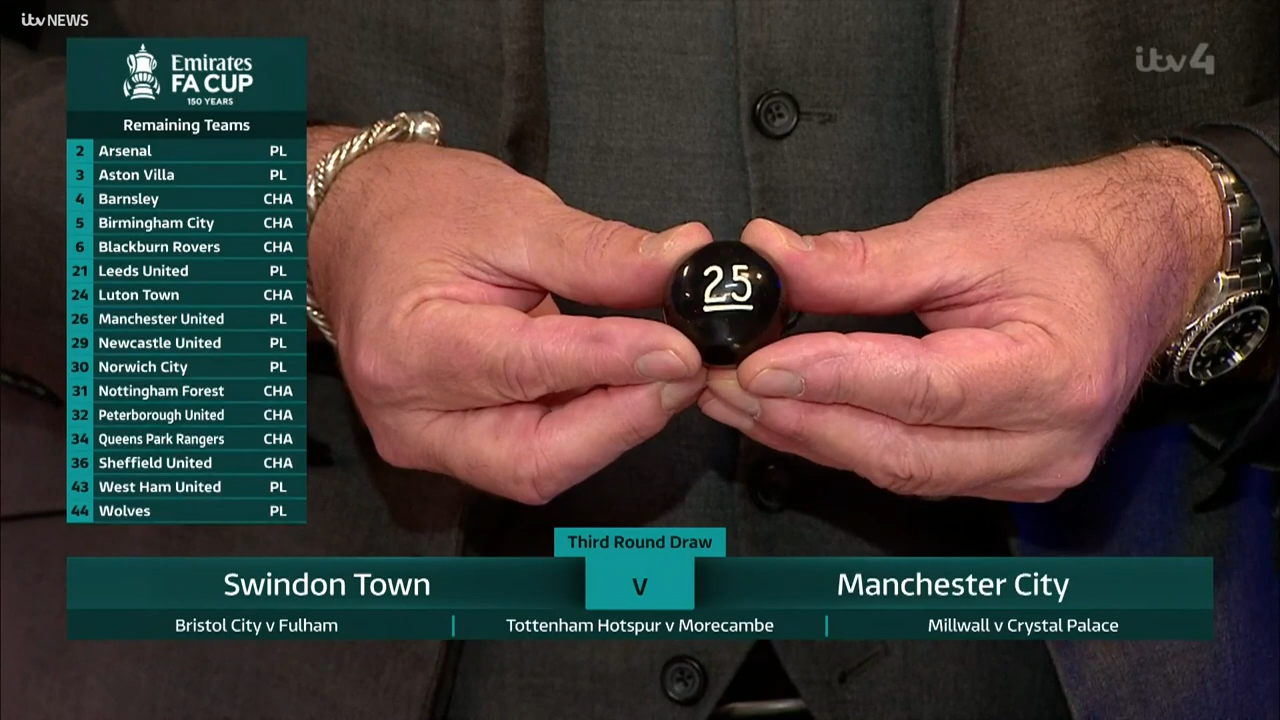 itv NEWS
itv4
Emirates
FA CUP
150 YEARS
Remaining Teams
2 Arsenal PL
3 Aston Villa PL
4 Barnsley CHA
5 Birmingham City CHA
6 Blackburn Rovers CHA
21 Leeds United PL
24 Luton Town CHA
26 Manchester United PL
29 Newcastle United PL
30 Norwich City PL
31 Nottingham Forest CHA
32 Peterborough United CHA
34 Queens Park Rangers CHA
36 Sheffield United CHA
43 West Ham United PL
44 Wolves PL
25
Third Round Draw
Swindon Town v Manchester City
Bristol City v Fulham | Tottenham Hotspur v Morecambe | Millwall v Crystal Palace